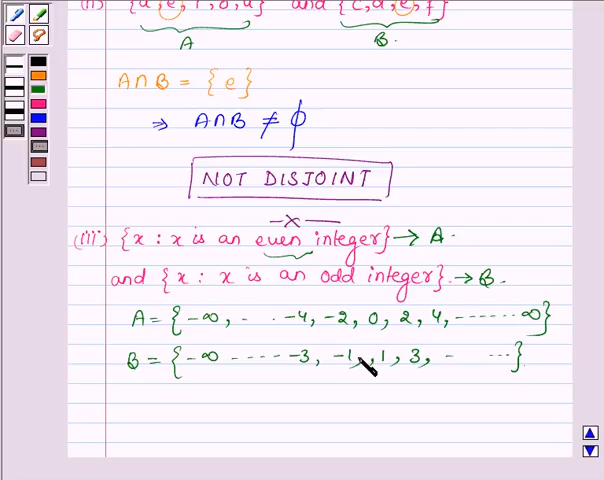 (ii) {a, e, i, o, u} and {c, d, e, f}
A B.
A∩B = {e}
⇒ A∩B ≠ ϕ
NOT DISJOINT
—x—
(iii) {x : x is an even integer} → A.
and {x : x is an odd integer}. → B.
A = {-∞, . . -4, -2, 0, 2, 4, ------ ∞}
B = {-∞ ----- -3, -1, ,1, 3, - ...}